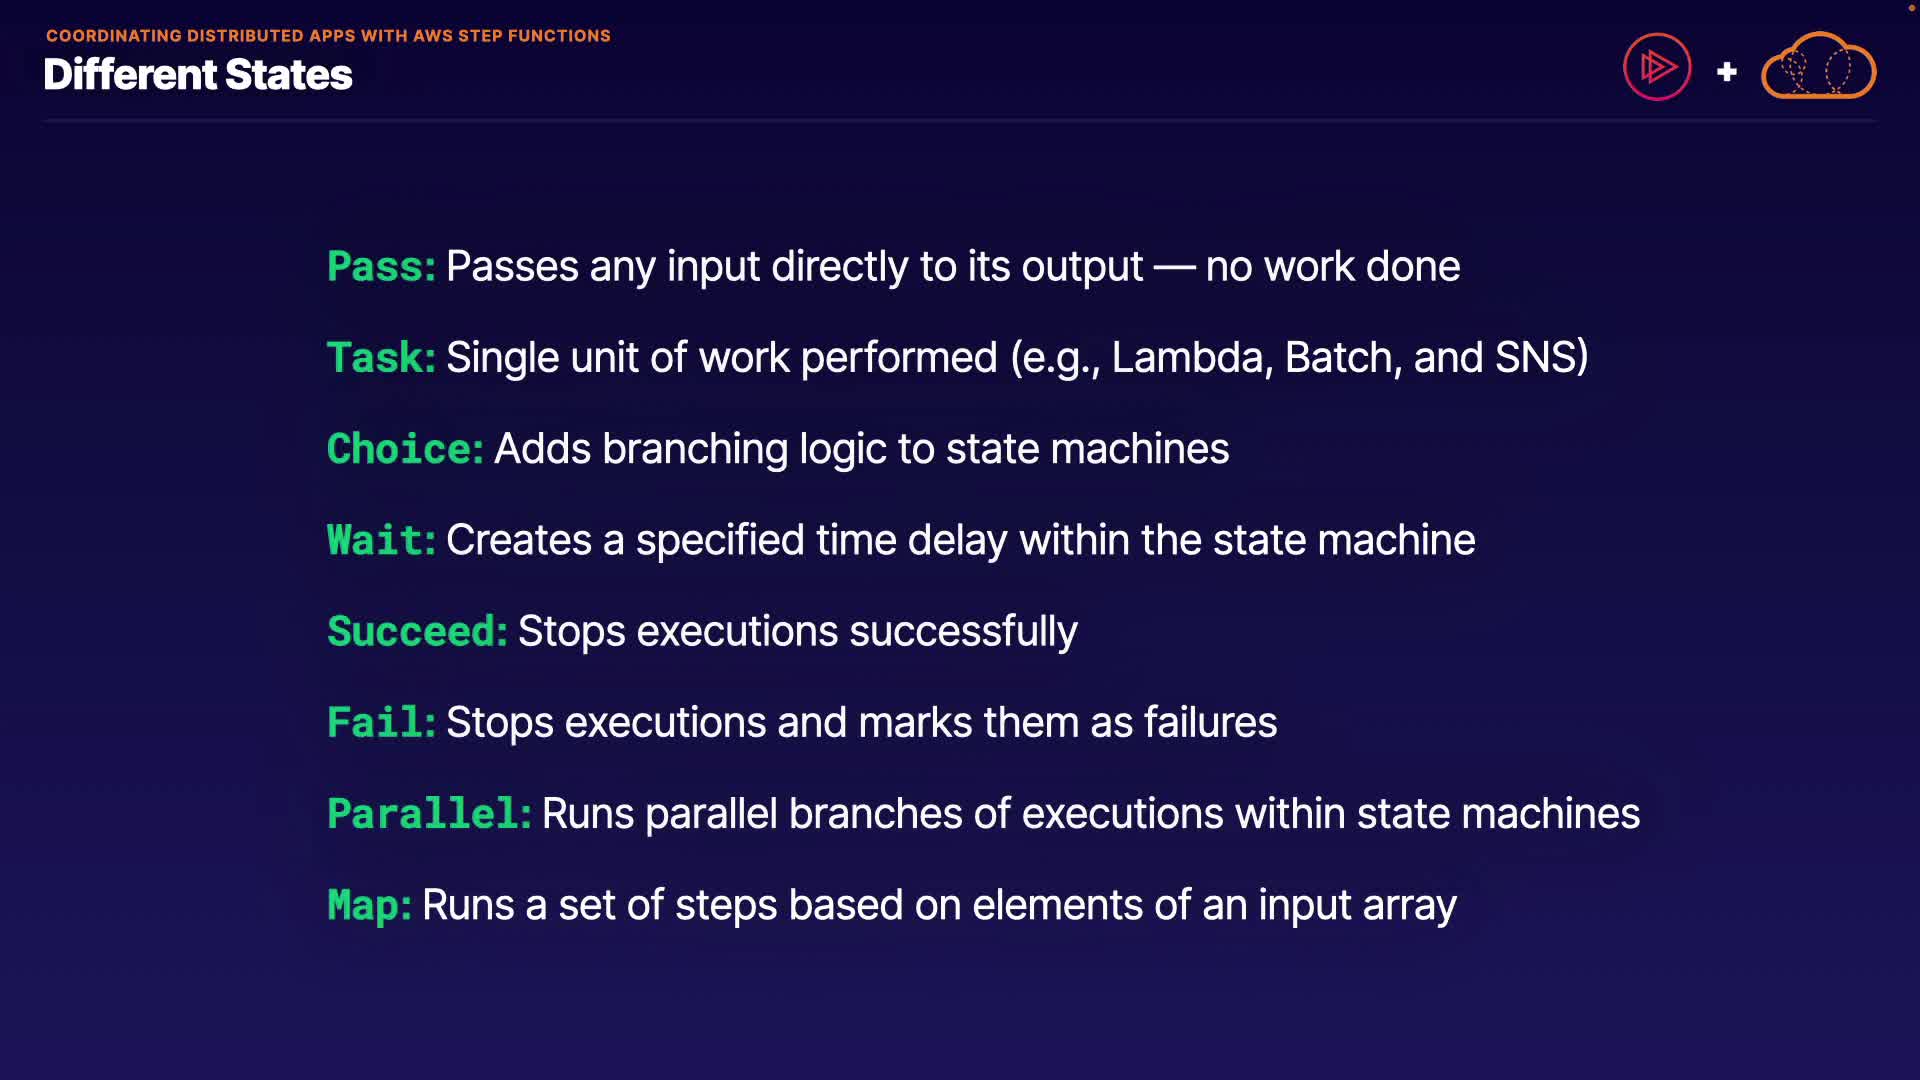 COORDINATING DISTRIBUTED APPS WITH AWS STEP FUNCTIONS
Different States
Pass: Passes any input directly to its output — no work done
Task: Single unit of work performed (e.g., Lambda, Batch, and SNS)
Choice: Adds branching logic to state machines
Wait: Creates a specified time delay within the state machine
Succeed: Stops executions successfully
Fail: Stops executions and marks them as failures
Parallel: Runs parallel branches of executions within state machines
Map: Runs a set of steps based on elements of an input array